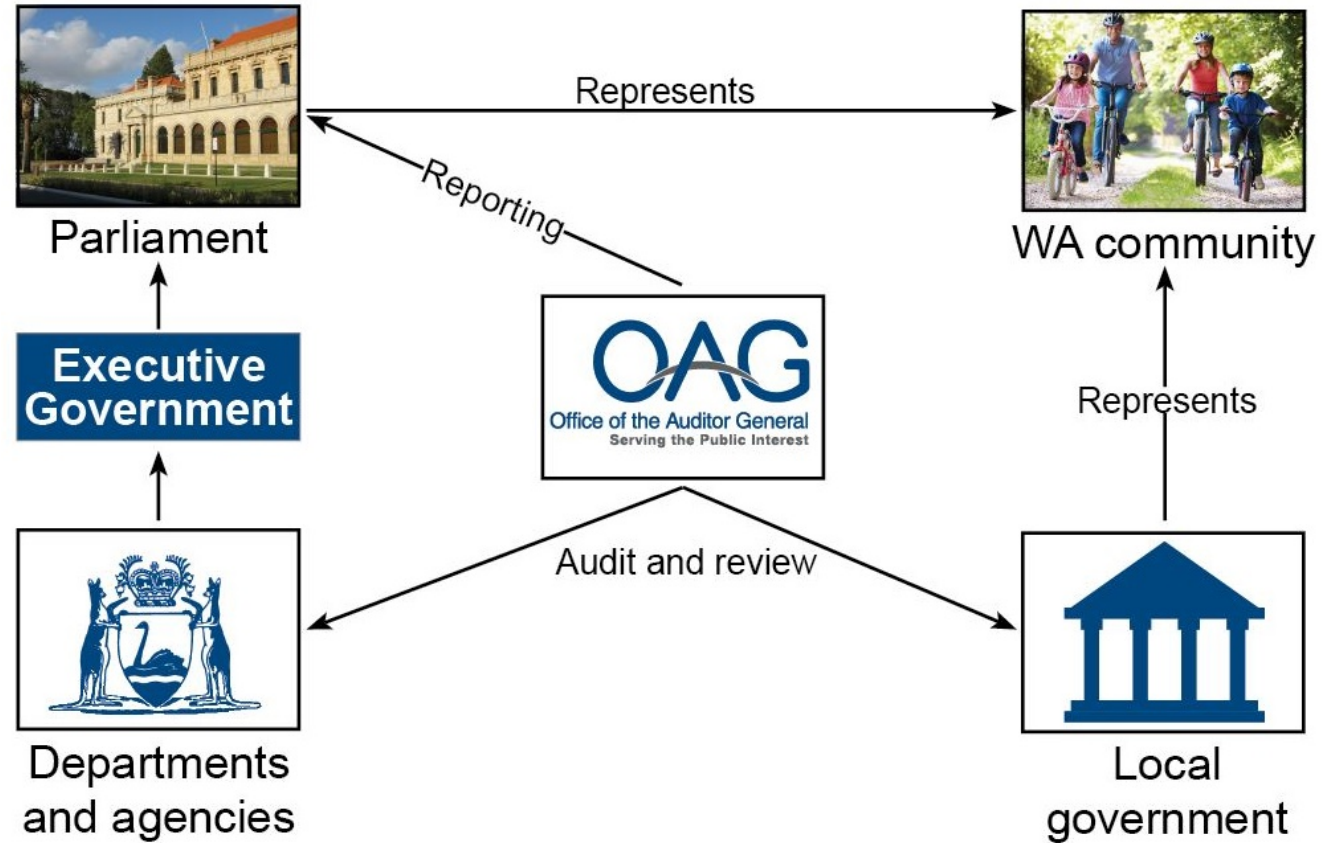 Represents
Reporting
Parliament
WA community
Executive
Government
OAG
Office of the Auditor General
Serving the Public Interest
Represents
Audit and review
Departments
and agencies
Local
government